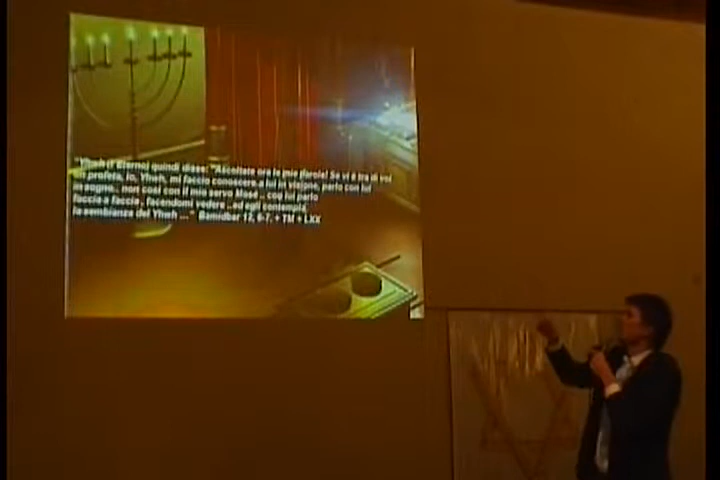 "Yhwh (l'Eterno) quindi disse: "Ascoltate ora le mie parole! Se vi è tra di voi
un profeta, Io, Yhwh, mi faccio conoscere a lui in visione, parlo con lui
in sogno.. non così con il mio servo Mosè .. con lui parlo
faccia a faccia, facendomi vedere .. ed egli contempla
la sembianza del Yhwh ..." Bemidbar 12, 6-7. + TM + LXX